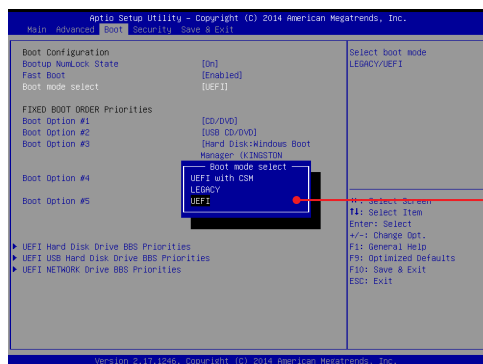 Aptio Setup Utility – Copyright (C) 2014 American Megatrends, Inc.
Main Advanced Boot Security Save & Exit
Boot Configuration
Bootup NumLock State [On]
Fast Boot [Enabled]
Boot mode select [UEFI]
FIXED BOOT ORDER Priorities
Boot Option #1 [CD/DVD]
Boot Option #2 [USB CD/DVD]
Boot Option #3 [Hard Disk:Windows Boot
Manager (KINGSTON
Boot mode select
UEFI with CSM
LEGACY
UEFI
Boot Option #4
Boot Option #5
UEFI Hard Disk Drive BBS Priorities
UEFI USB Hard Disk Drive BBS Priorities
UEFI NETWORK Drive BBS Priorities
Select boot mode
LEGACY/UEFI
: Select Screen
↑↓: Select Item
Enter: Select
+/-: Change Opt.
F1: General Help
F9: Optimized Defaults
F10: Save & Exit
ESC: Exit
Version 2.17.1246. Copyright (C) 2014 American Megatrends, Inc.